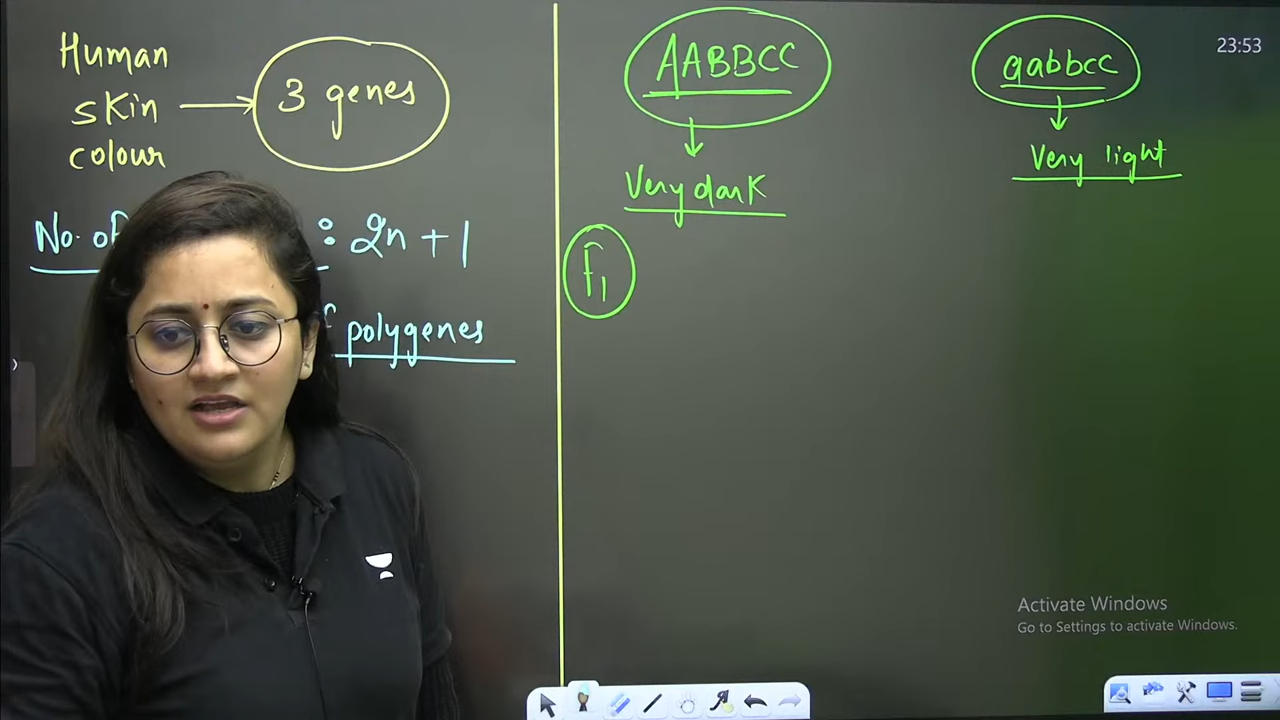 Human
skin
colour
3 genes
No. of : 2n + 1
polygenes
AABBCC
Very dark
aabbcc
Very light
F1
23:53
Activate Windows
Go to Settings to activate Windows.